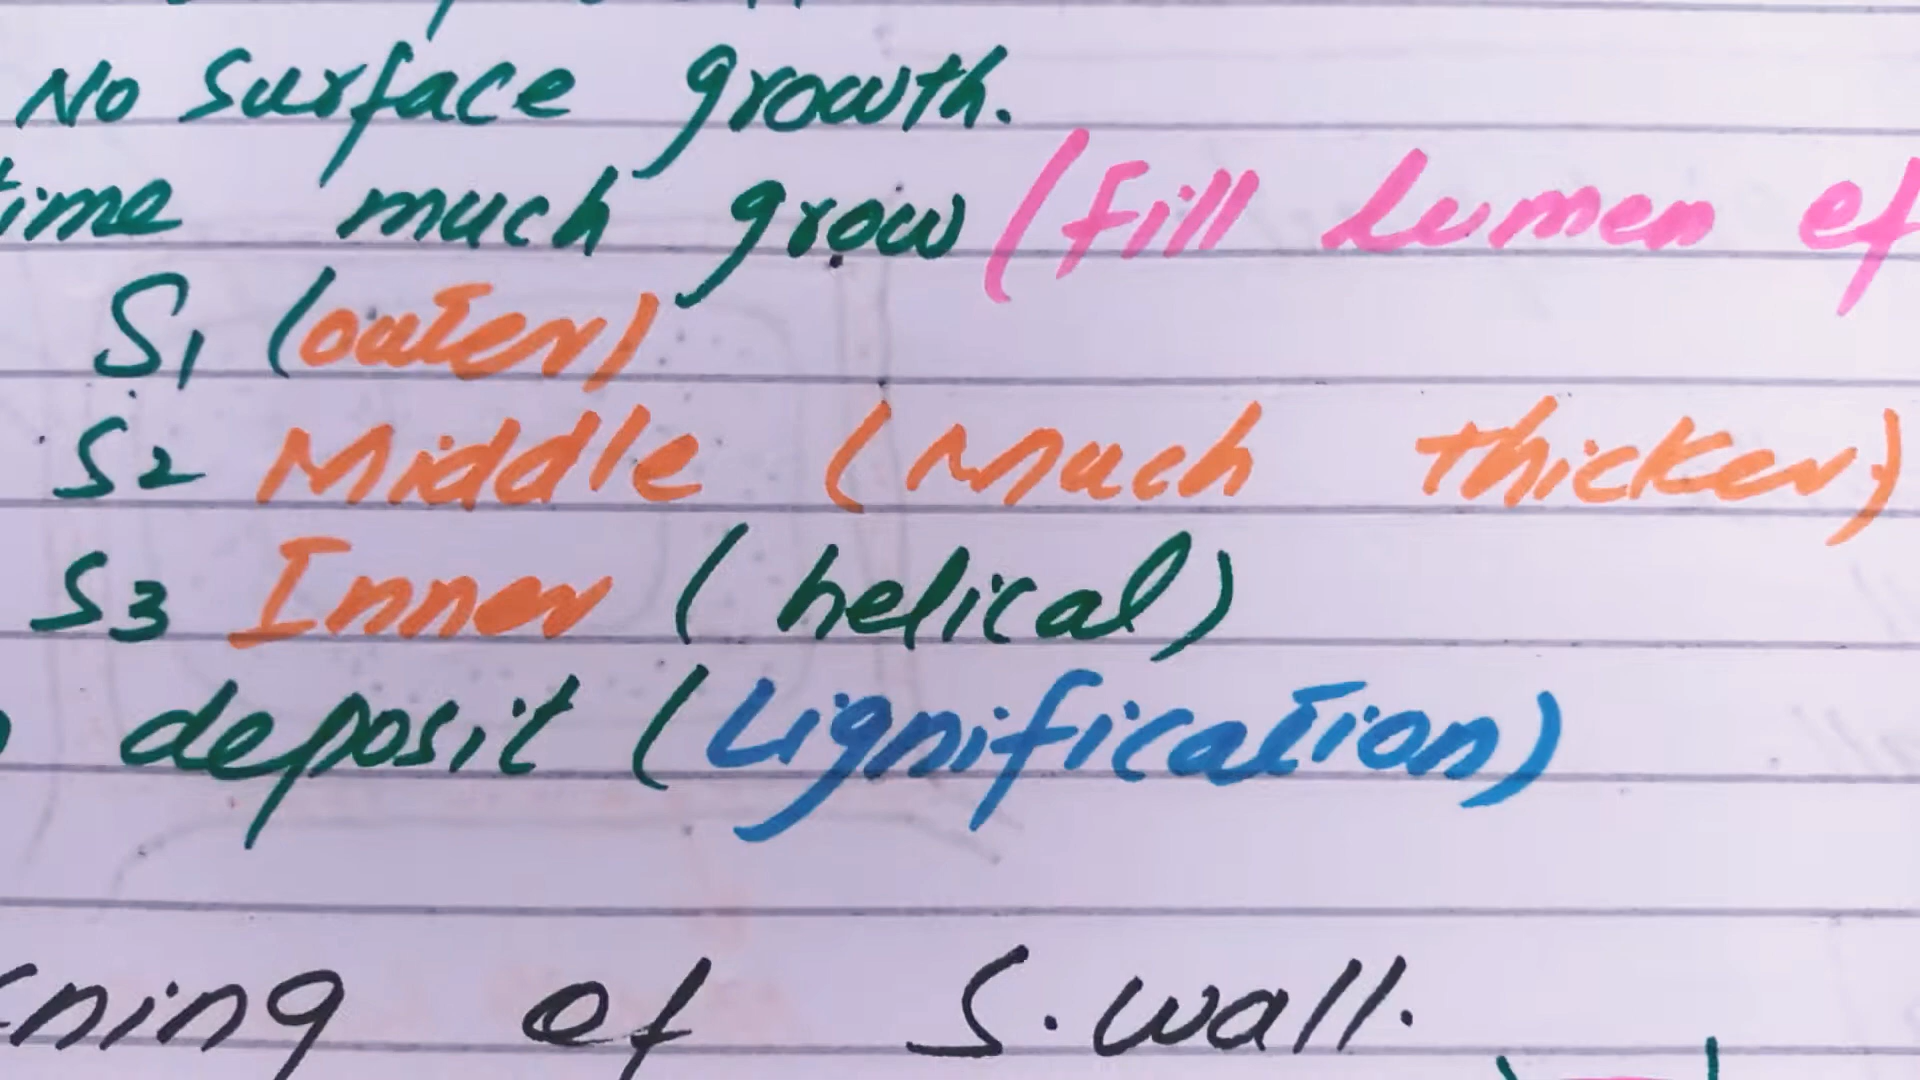 No surface growth.
time much grow (fill lumen of
S1 (outer)
S2 Middle (Much thicker)
S3 Inner (helical)
deposit (Lignification)
ning of S. wall.